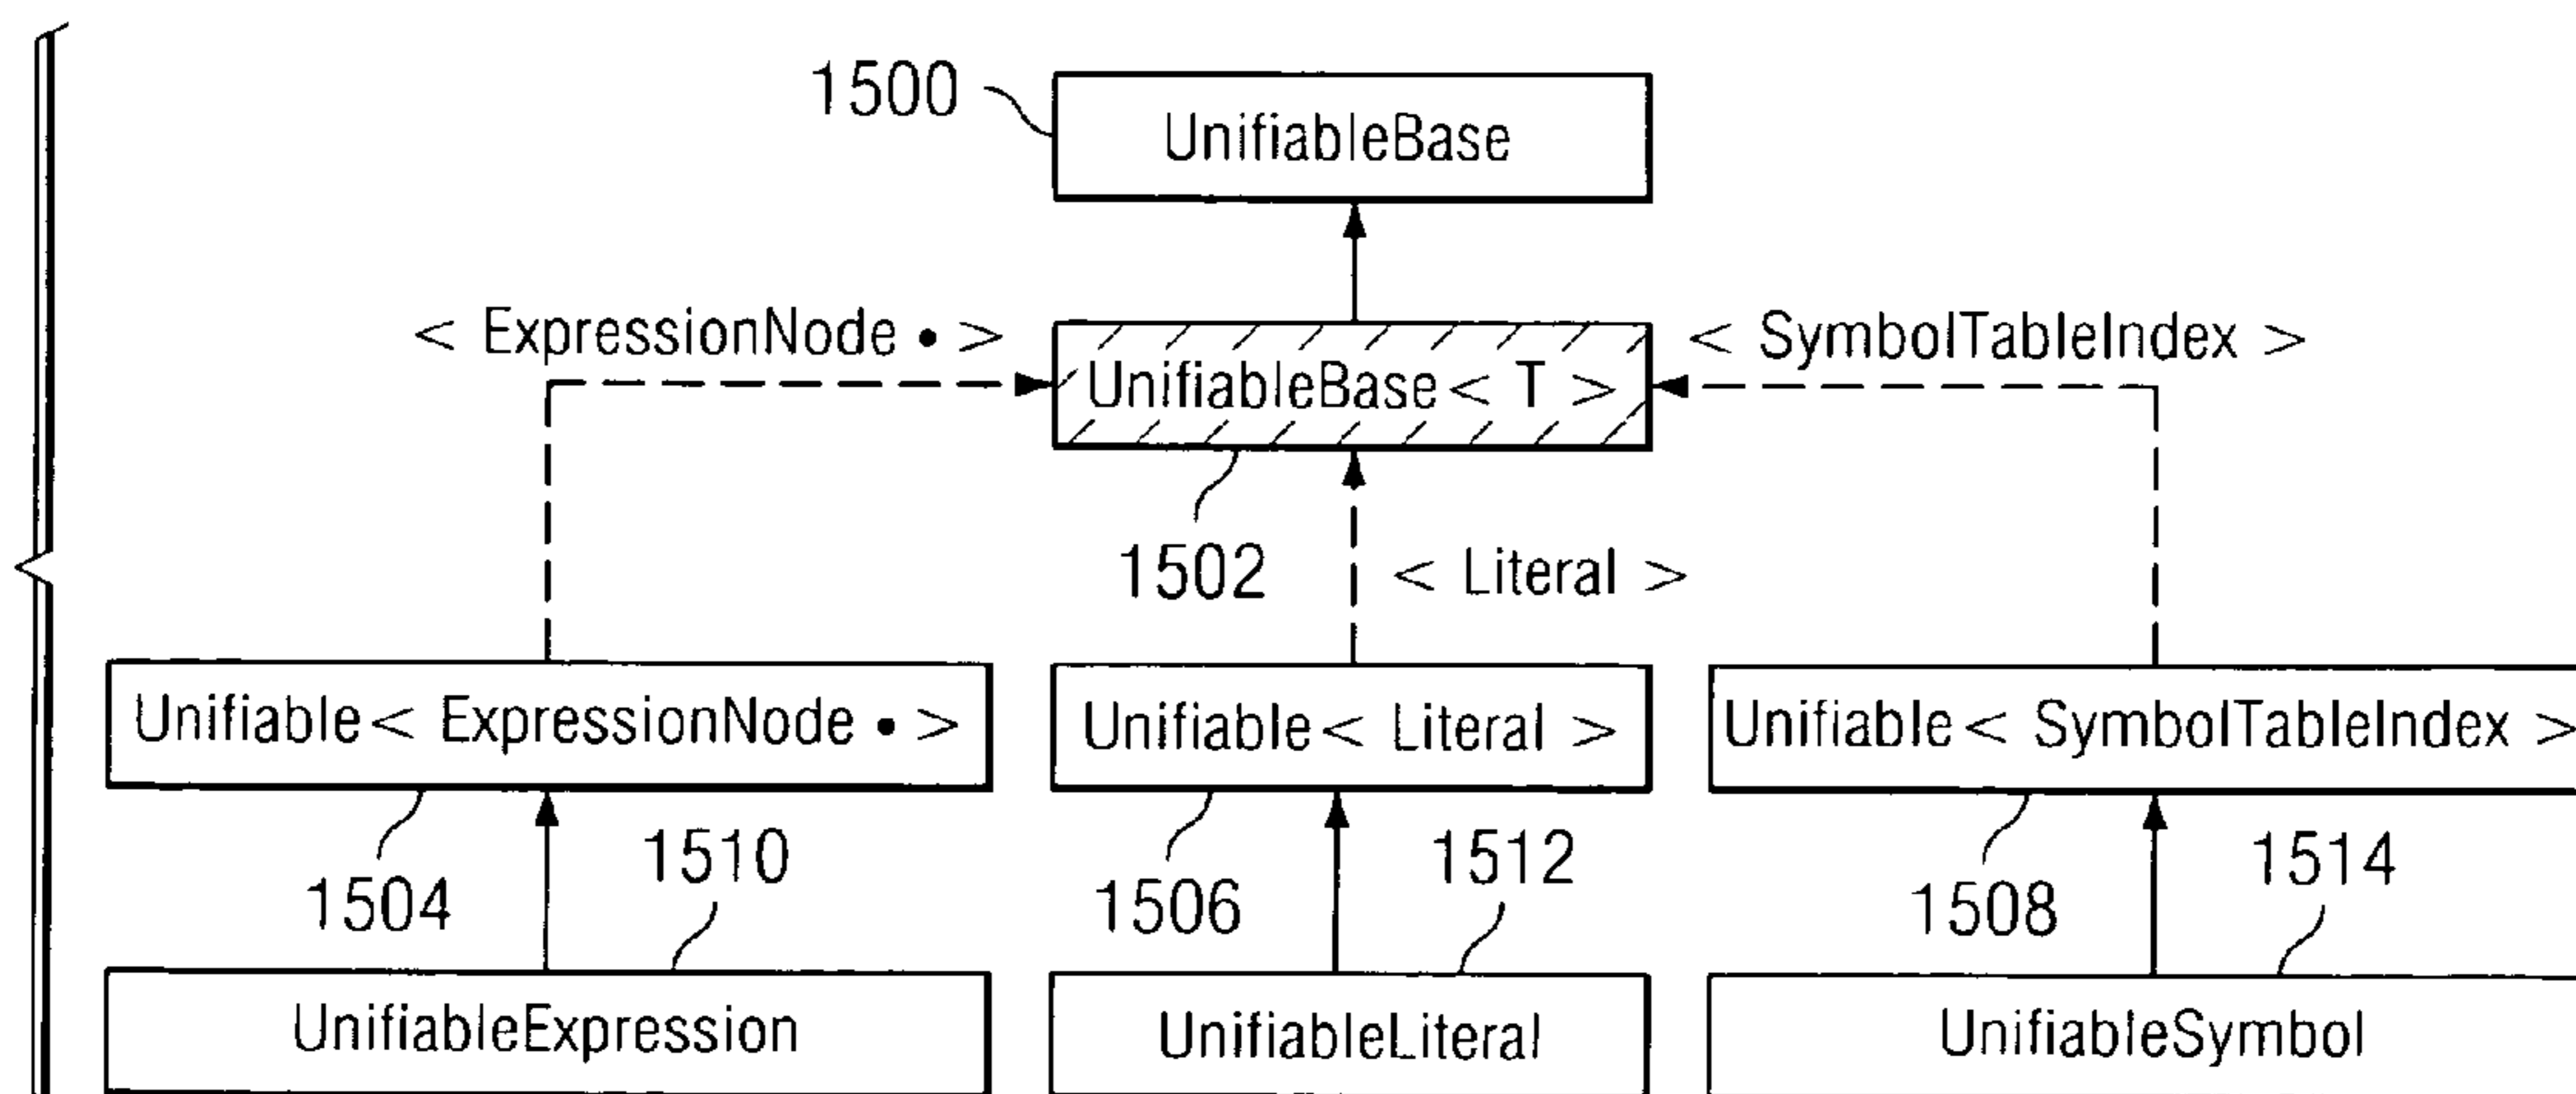 1500
UnifiableBase
< ExpressionNode • >
UnifiableBase < T >
< SymbolTableIndex >
1502
< Literal >
Unifiable < ExpressionNode • >
Unifiable < Literal >
Unifiable < SymbolTableIndex >
1504
1510
1506
1512
1508
1514
UnifiableExpression
UnifiableLiteral
UnifiableSymbol